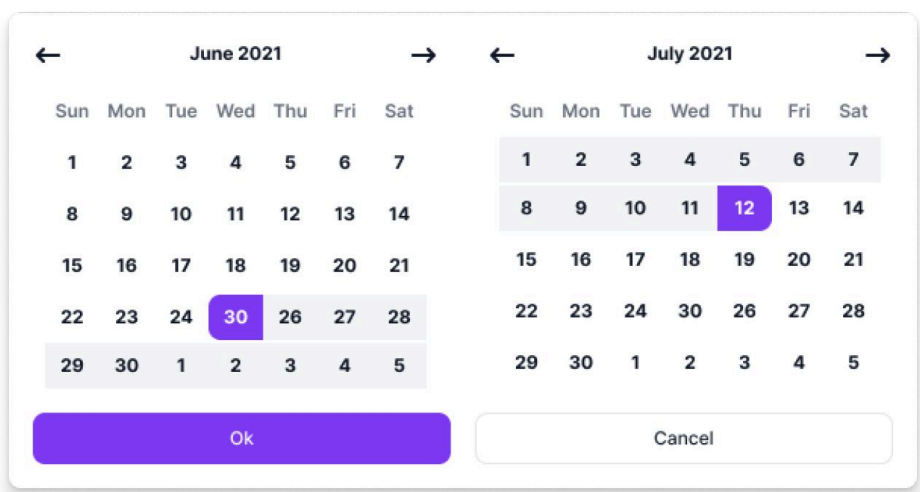 ← June 2021 →
Sun Mon Tue Wed Thu Fri Sat
1 2 3 4 5 6 7
8 9 10 11 12 13 14
15 16 17 18 19 20 21
22 23 24 30 26 27 28
29 30 1 2 3 4 5
← July 2021 →
Sun Mon Tue Wed Thu Fri Sat
1 2 3 4 5 6 7
8 9 10 11 12 13 14
15 16 17 18 19 20 21
22 23 24 30 26 27 28
29 30 1 2 3 4 5
Ok
Cancel